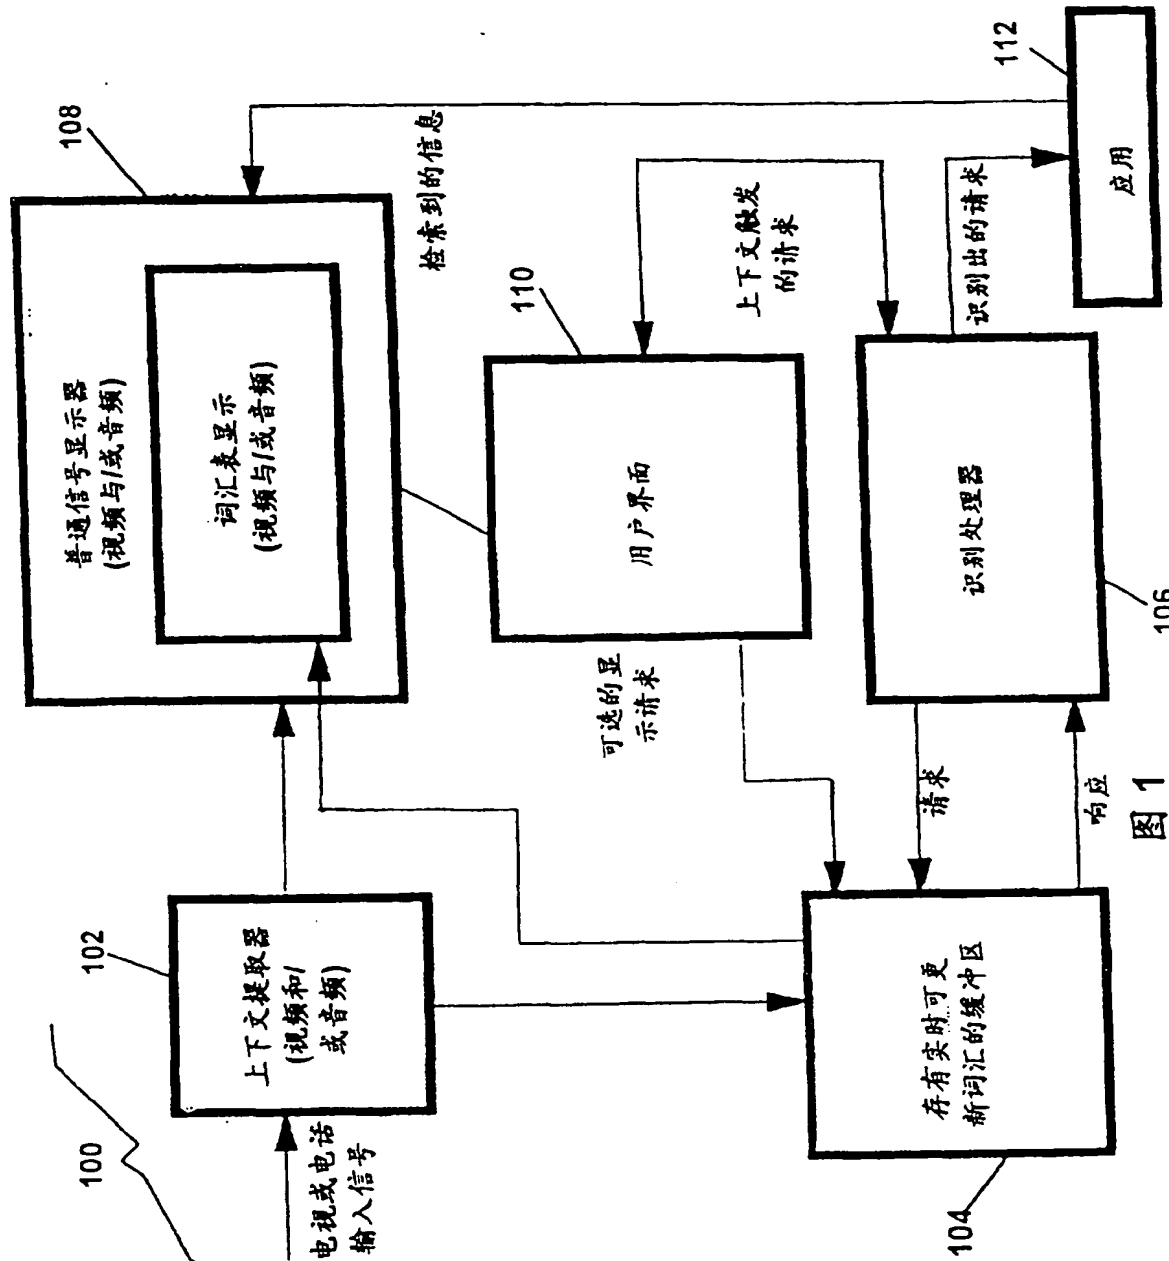 100
电视或电话
输入信号
102
上下文提取器
(视频和/
或音频)
108
普通信号显示器
(视频与/或音频)
词汇表显示
(视频与/或音频)
检索到的信息
110
用户界面
可选的显
示请求
上下文触发
的请求
104
存有实时可更
新词汇的缓冲区
请求
响应
106
识别处理器
识别出的请求
112
应用
图 1